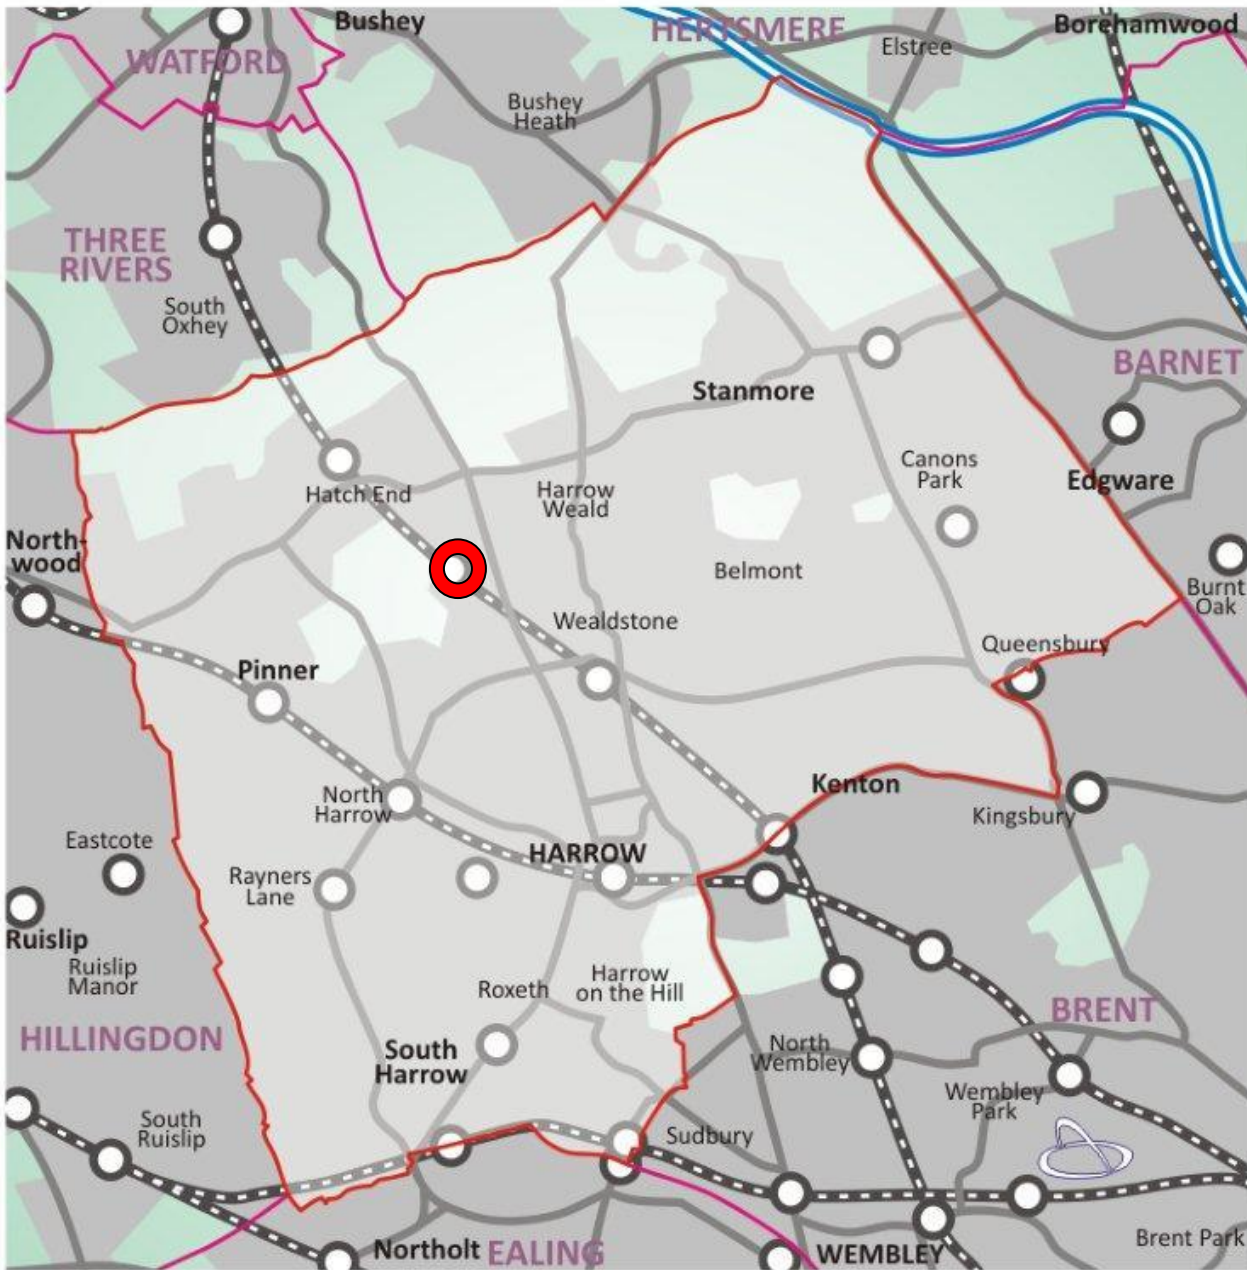 Bushey
HERTSMERE
Borehamwood
WATFORD
Elstree
Bushey
Heath
THREE
RIVERS
South
Oxhey
BARNET
Stanmore
Canons
Park
Edgware
Hatch End
Harrow
Weald
North-
wood
Belmont
Burnt
Oak
Wealdstone
Queensbury
Pinner
Kenton
North
Harrow
Kingsbury
Eastcote
HARROW
Rayners
Lane
Ruislip
Ruislip
Manor
Harrow
on the Hill
Roxeth
BRENT
HILLINGDON
South
Harrow
North
Wembley
Wembley
Park
South
Ruislip
Sudbury
Brent Park
Northolt
EALING
WEMBLEY